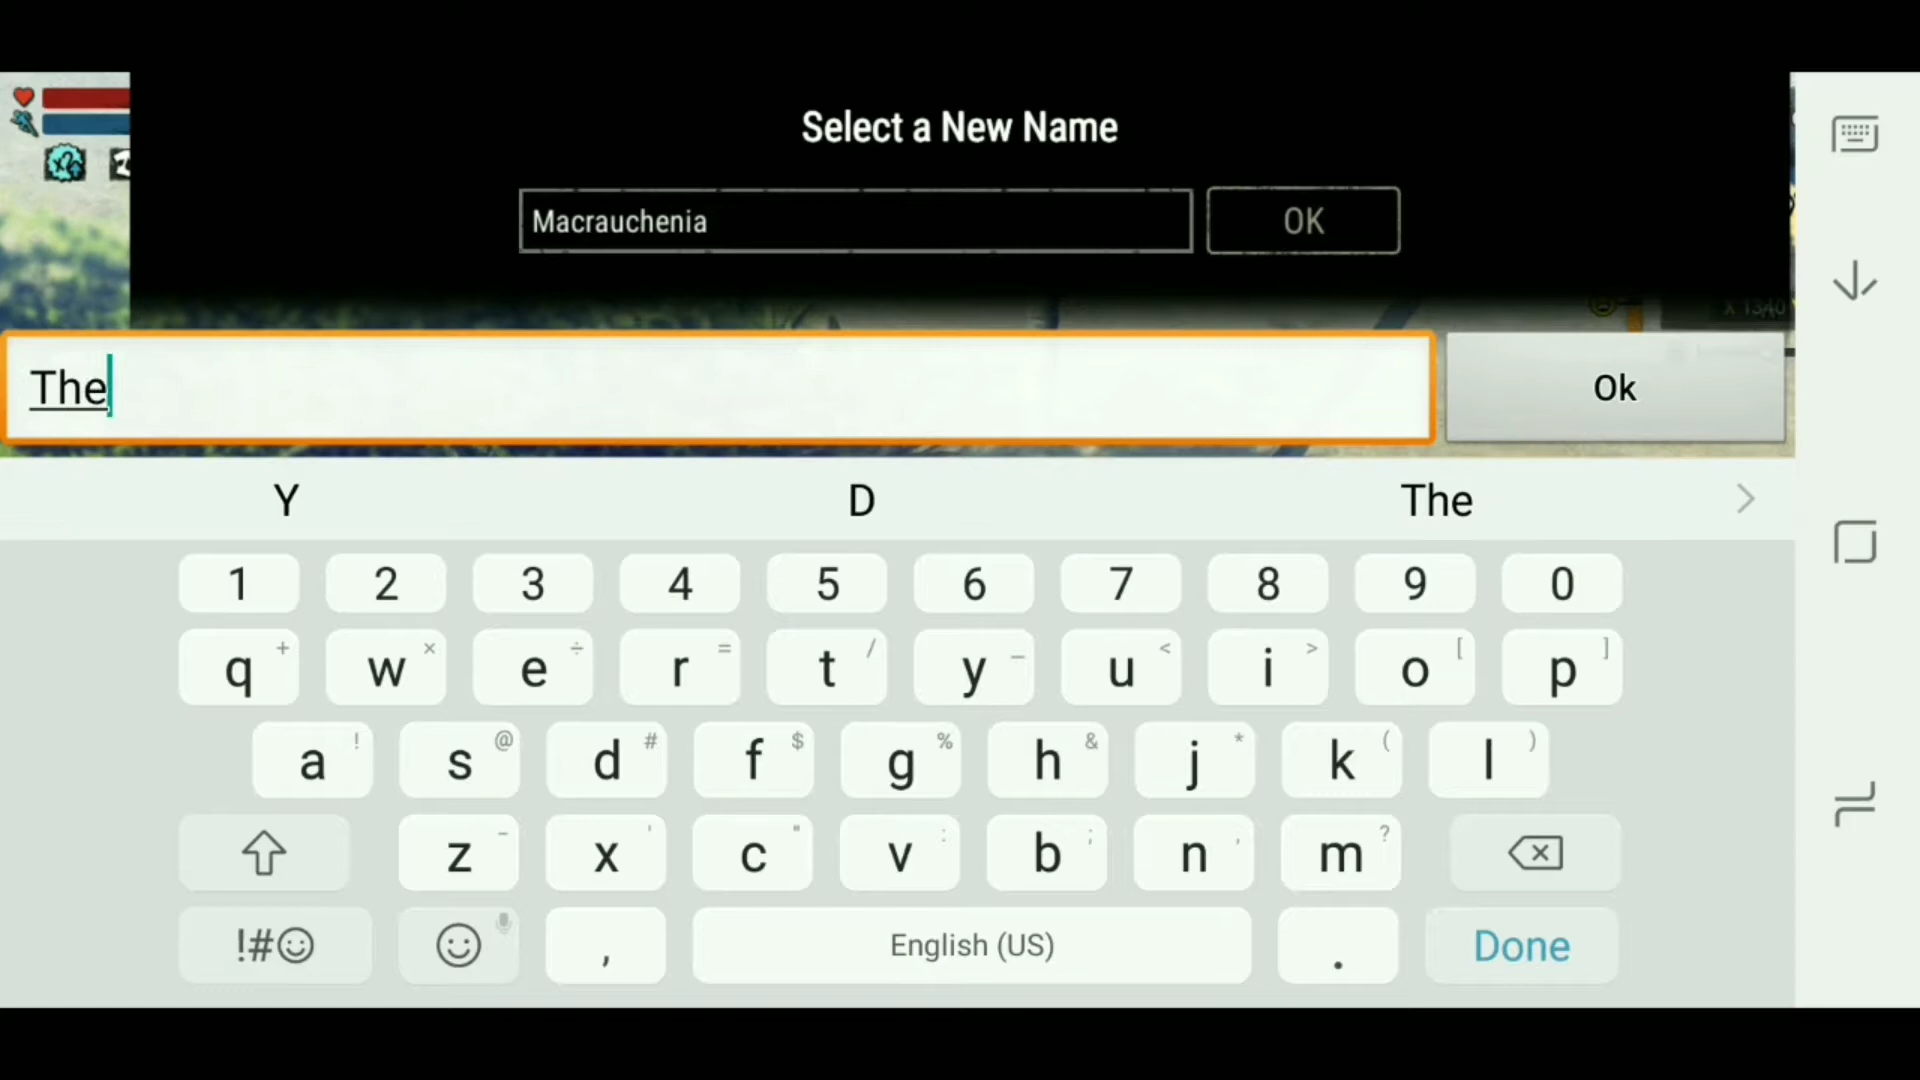 Select a New Name
Macrauchenia
OK
The
Ok
Y D The
1 2 3 4 5 6 7 8 9 0
q + w × e ÷ r = t / y _ u < i > o [ p ]
a ! s @ d # f $ g % h & j * k ( l )
z - x ' c " v : b ; n , m ?
!#☺ , English (US) . Done